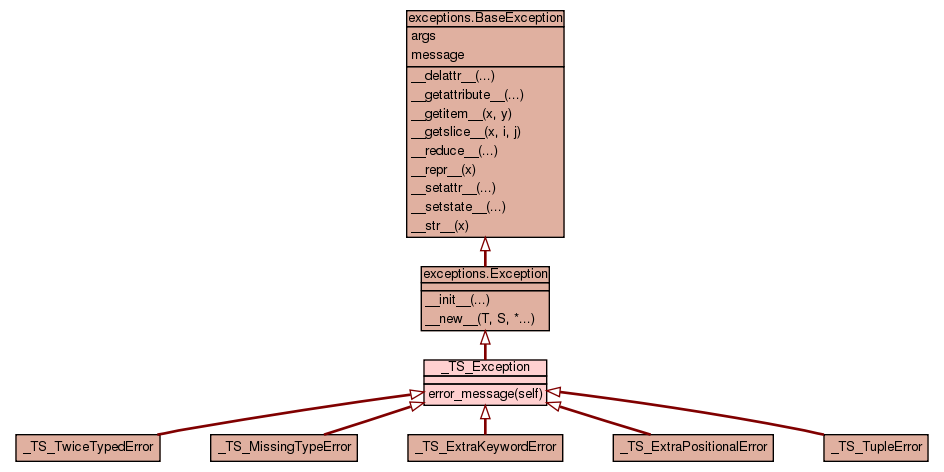 exceptions.BaseException
args
message
__delattr__(...)
__getattribute__(...)
__getitem__(x, y)
__getslice__(x, i, j)
__reduce__(...)
__repr__(x)
__setattr__(...)
__setstate__(...)
__str__(x)
exceptions.Exception
__init__(...)
__new__(T, S, *...)
_TS_Exception
error_message(self)
_TS_TwiceTypedError
_TS_MissingTypeError
_TS_ExtraKeywordError
_TS_ExtraPositionalError
_TS_TupleError